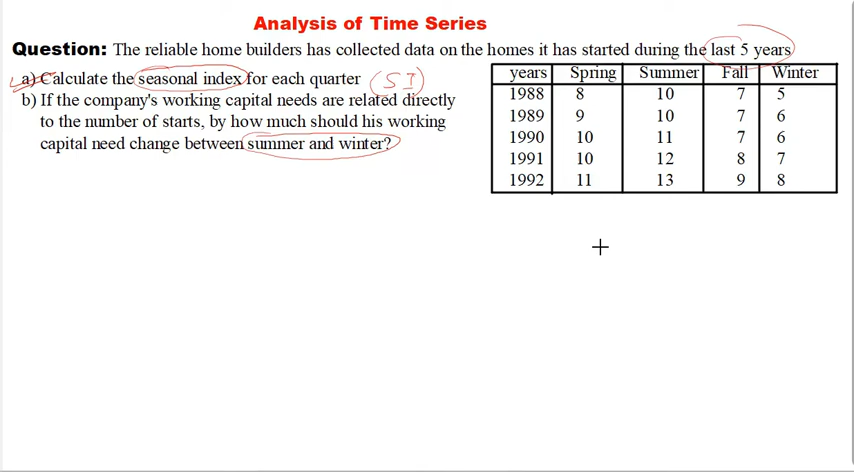 Analysis of Time Series
Question: The reliable home builders has collected data on the homes it has started during the last 5 years
a) Calculate the seasonal index for each quarter (SI)
b) If the company's working capital needs are related directly
to the number of starts, by how much should his working
capital need change between summer and winter?
years Spring Summer Fall Winter
1988 8 10 7 5
1989 9 10 7 6
1990 10 11 7 6
1991 10 12 8 7
1992 11 13 9 8